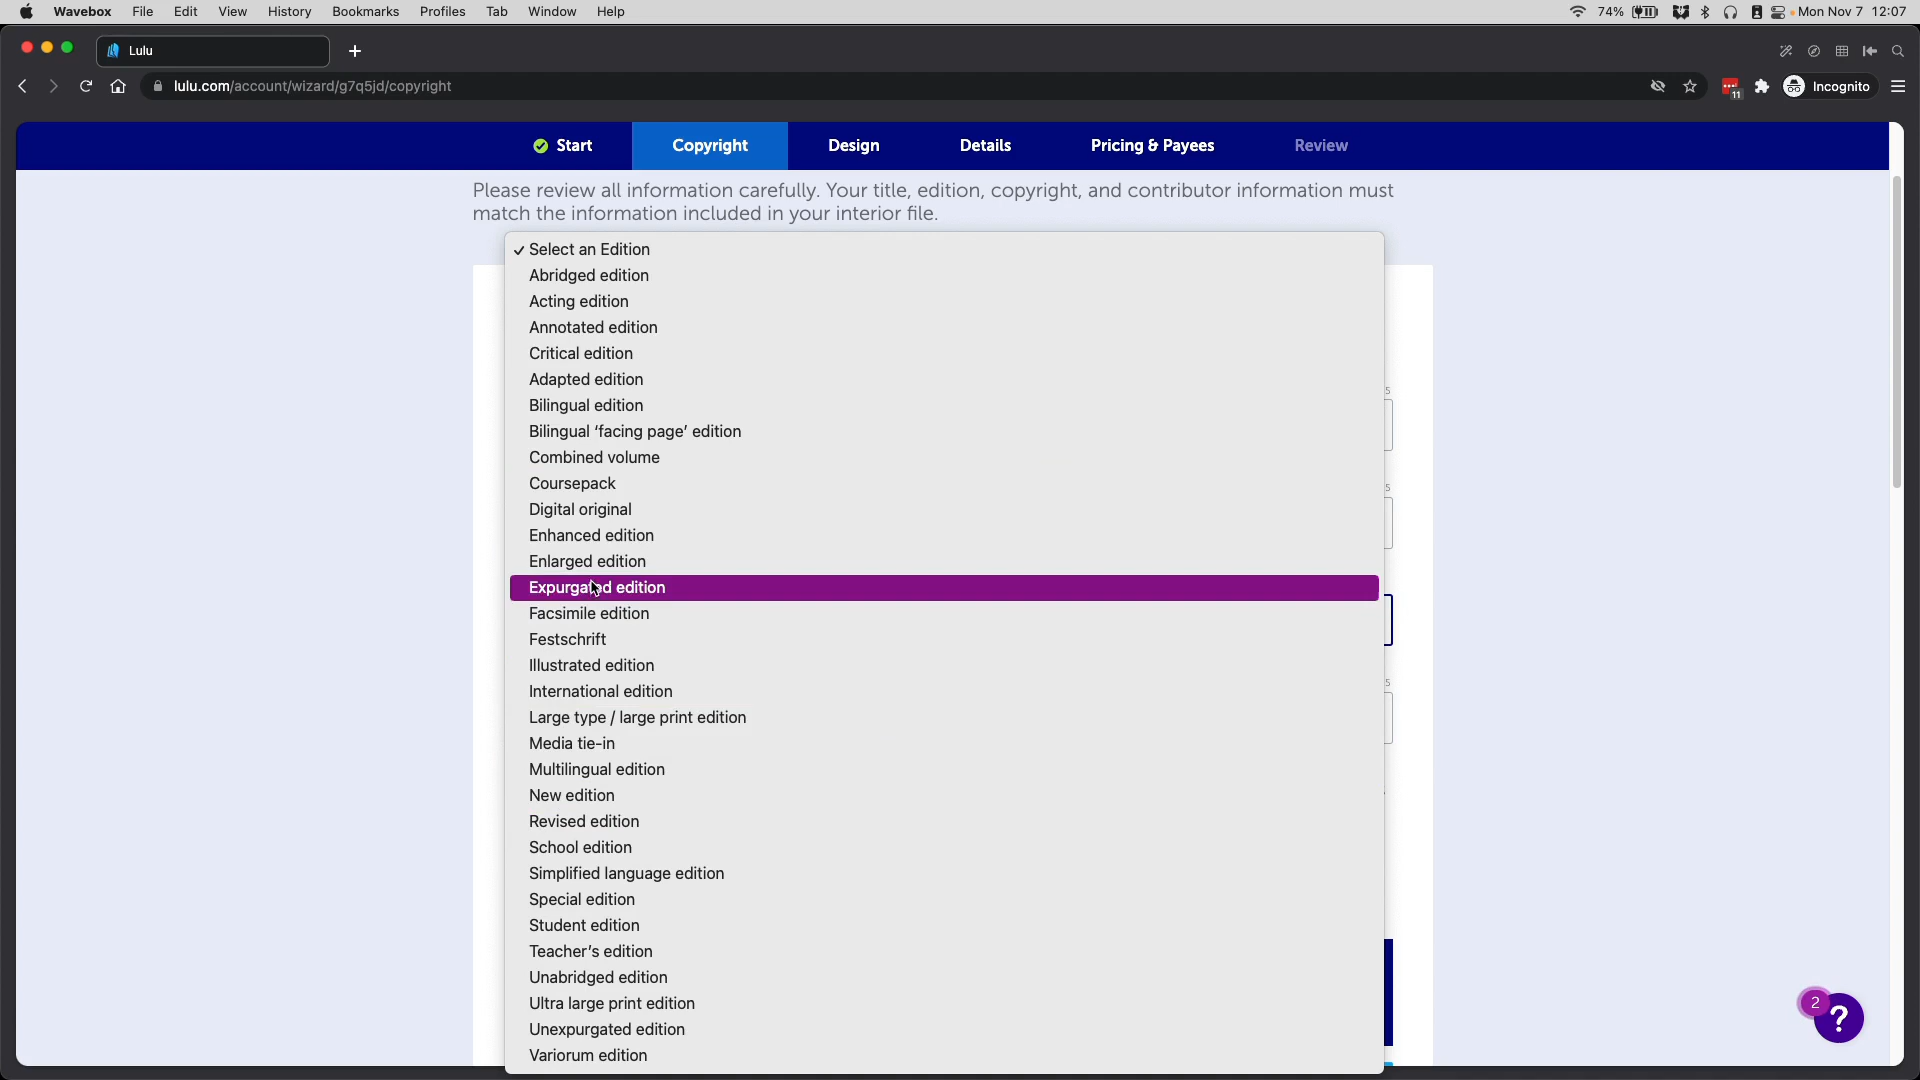 Wavebox File Edit View History Bookmarks Profiles Tab Window Help 74% Mon Nov 7 12:07
Lulu
lulu.com/account/wizard/g7q5jd/copyright 11 Incognito
Start Copyright Design Details Pricing & Payees Review
Please review all information carefully. Your title, edition, copyright, and contributor information must
match the information included in your interior file.
Select an Edition
Abridged edition
Acting edition
Annotated edition
Critical edition
Adapted edition
5
Bilingual edition
Bilingual ‘facing page’ edition
Combined volume
Coursepack
5
Digital original
Enhanced edition
Enlarged edition
Expurgated edition
Facsimile edition
Festschrift
Illustrated edition
5
International edition
Large type / large print edition
Media tie-in
Multilingual edition
New edition
Revised edition
School edition
Simplified language edition
Special edition
Student edition
Teacher’s edition
Unabridged edition
Ultra large print edition
2
?
Unexpurgated edition
Variorum edition